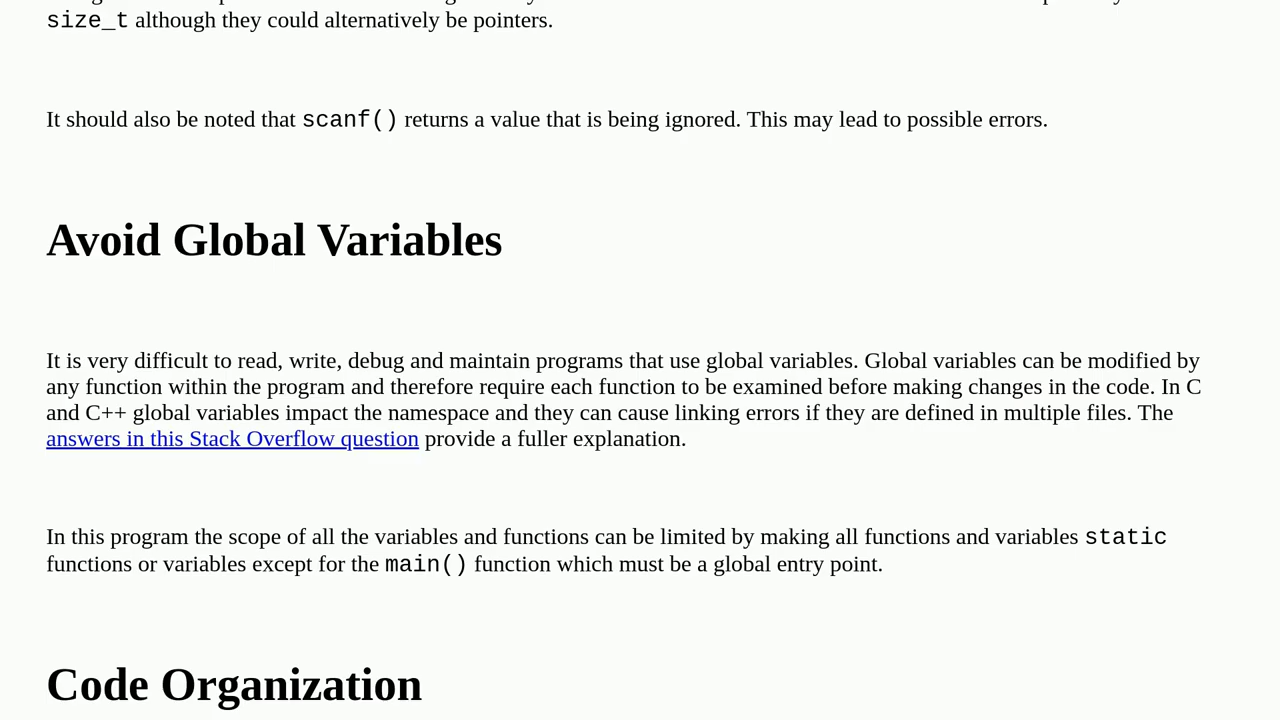 size_t although they could alternatively be pointers.
It should also be noted that scanf() returns a value that is being ignored. This may lead to possible errors.
Avoid Global Variables
It is very difficult to read, write, debug and maintain programs that use global variables. Global variables can be modified by
any function within the program and therefore require each function to be examined before making changes in the code. In C
and C++ global variables impact the namespace and they can cause linking errors if they are defined in multiple files. The
answers in this Stack Overflow question provide a fuller explanation.
In this program the scope of all the variables and functions can be limited by making all functions and variables static
functions or variables except for the main() function which must be a global entry point.
Code Organization